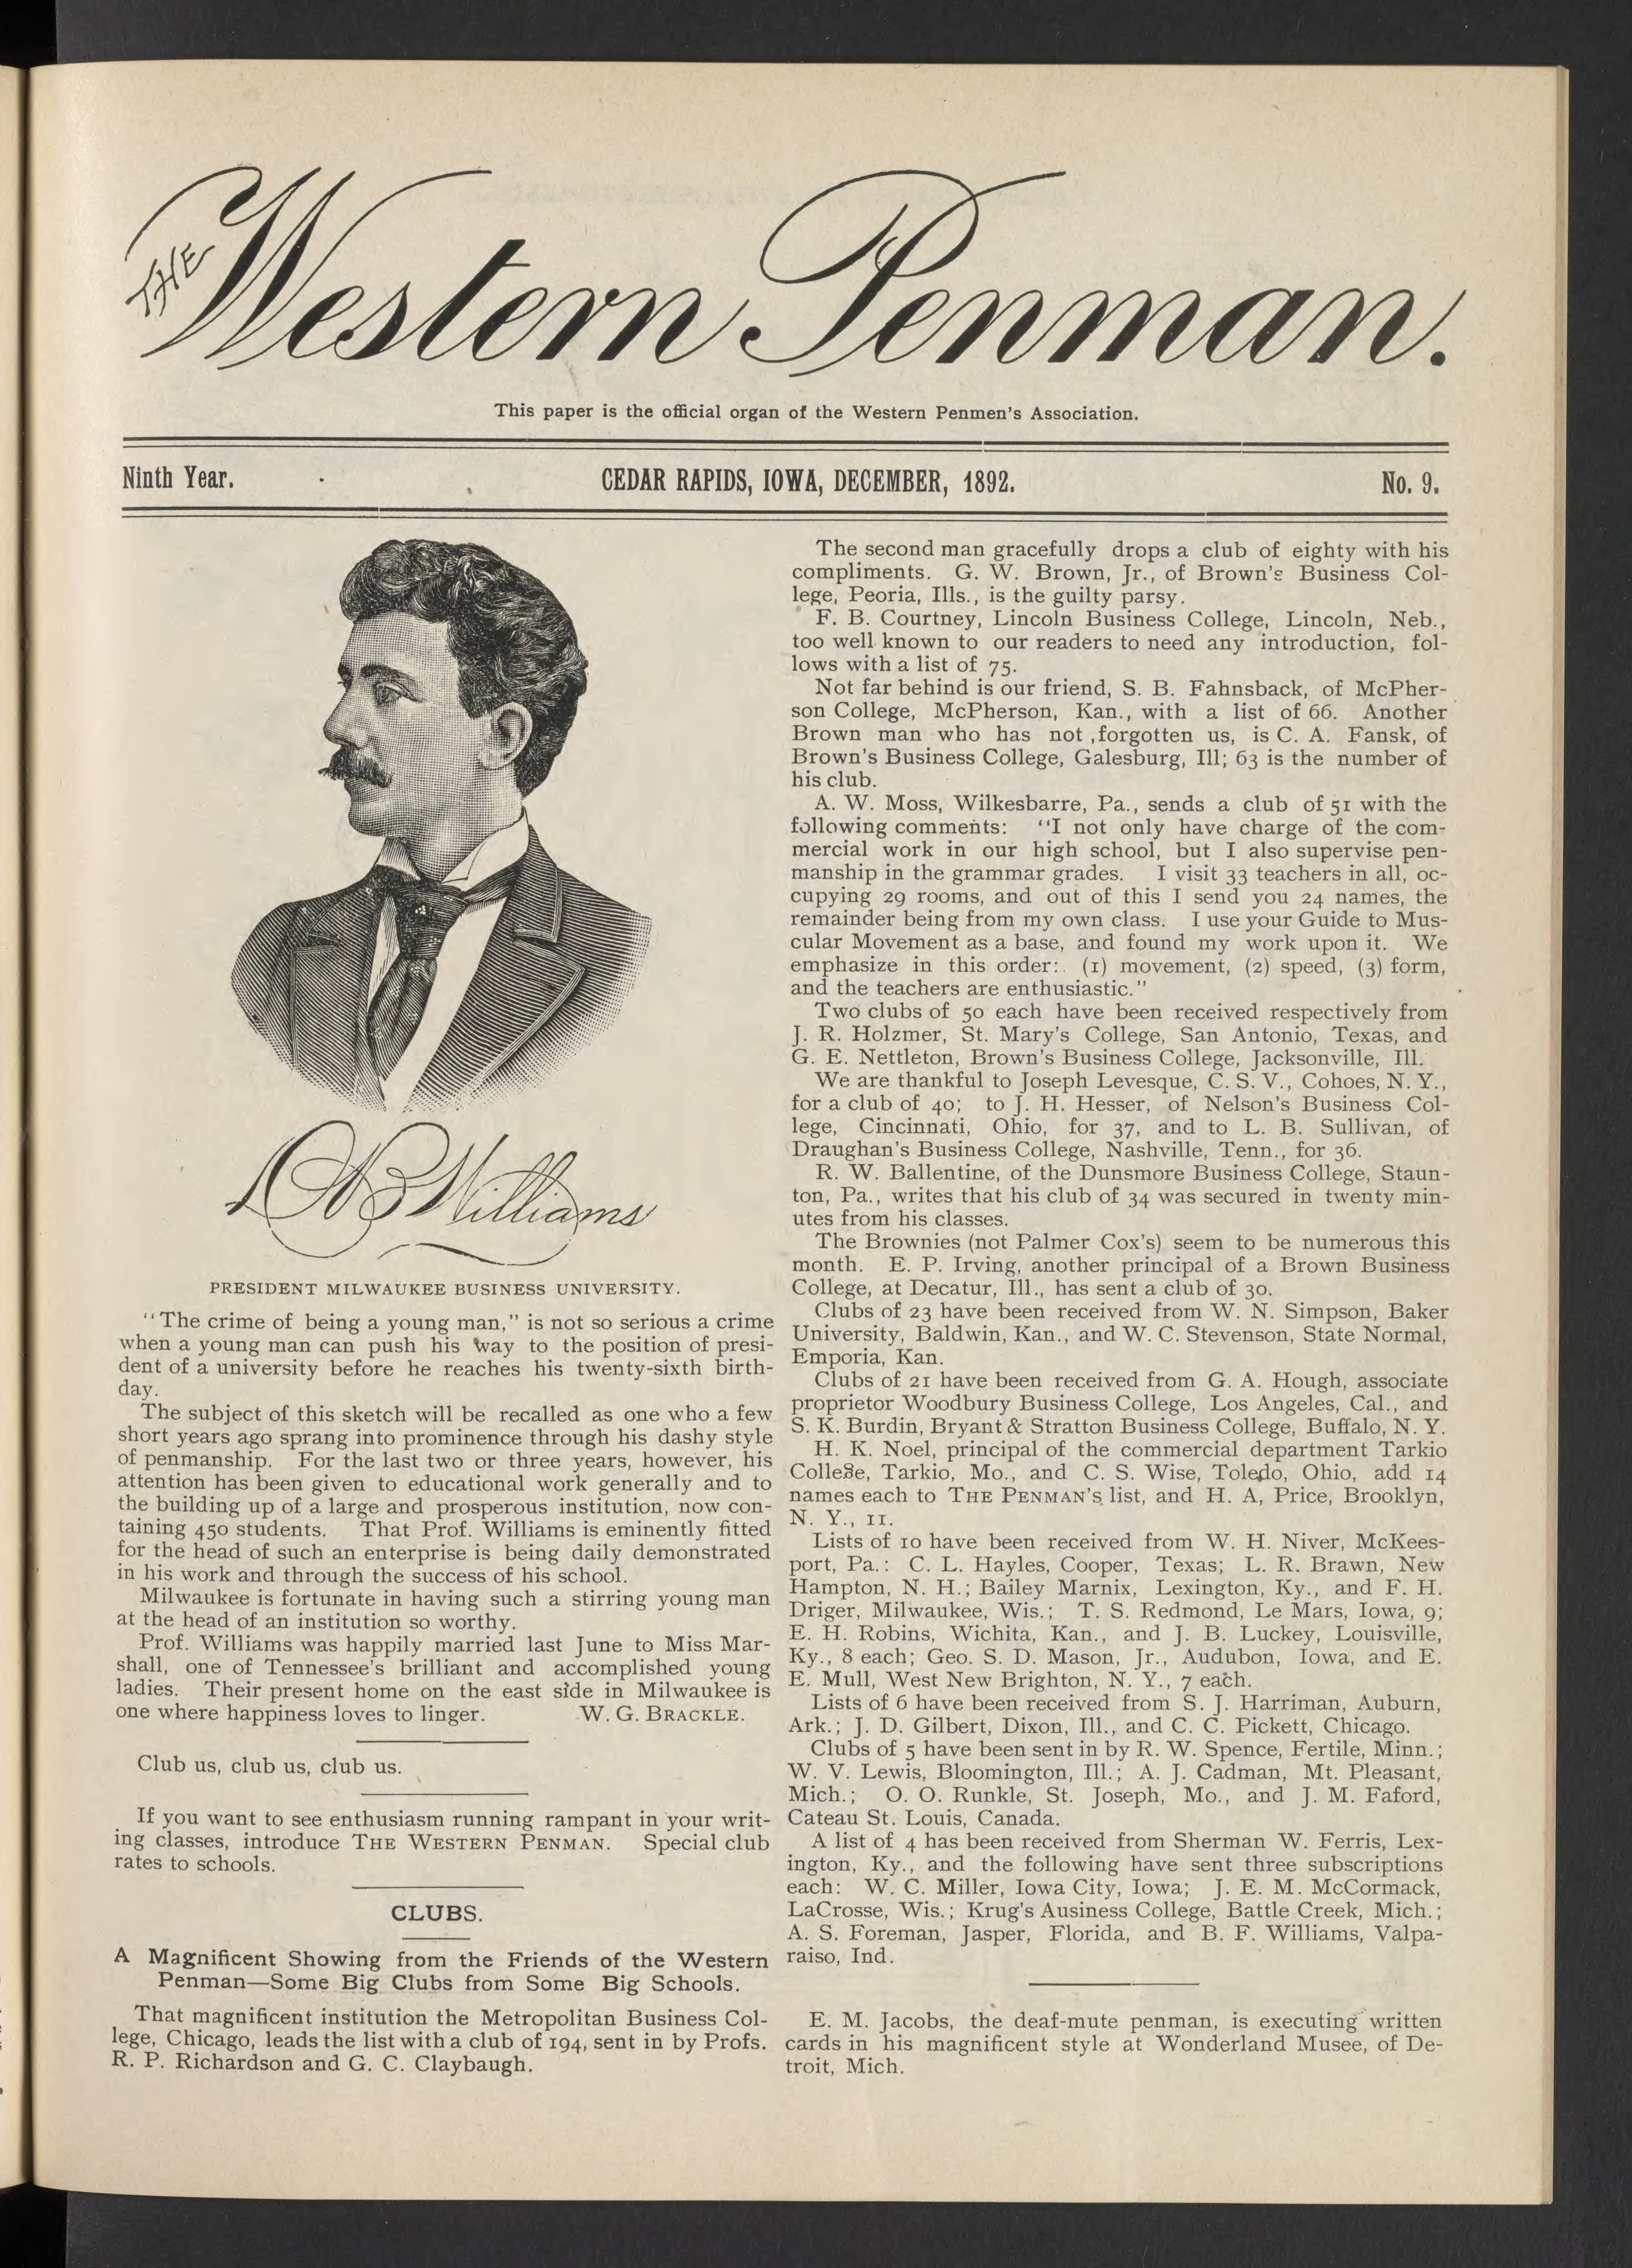 THE Western Penman.
This paper is the official organ of the Western Penmen's Association.
Ninth Year. CEDAR RAPIDS, IOWA, DECEMBER, 1892. No. 9.
Williams
PRESIDENT MILWAUKEE BUSINESS UNIVERSITY.
"The crime of being a young man," is not so serious a crime
when a young man can push his way to the position of presi-
dent of a university before he reaches his twenty-sixth birth-
day.
The subject of this sketch will be recalled as one who a few
short years ago sprang into prominence through his dashy style
of penmanship. For the last two or three years, however, his
attention has been given to educational work generally and to
the building up of a large and prosperous institution, now con-
taining 450 students. That Prof. Williams is eminently fitted
for the head of such an enterprise is being daily demonstrated
in his work and through the success of his school.
Milwaukee is fortunate in having such a stirring young man
at the head of an institution so worthy.
Prof. Williams was happily married last June to Miss Mar-
shall, one of Tennessee's brilliant and accomplished young
ladies. Their present home on the east side in Milwaukee is
one where happiness loves to linger. W. G. BRACKLE.
Club us, club us, club us.
If you want to see enthusiasm running rampant in your writ-
ing classes, introduce THE WESTERN PENMAN. Special club
rates to schools.
CLUBS.
A Magnificent Showing from the Friends of the Western
Penman—Some Big Clubs from Some Big Schools.
That magnificent institution the Metropolitan Business Col-
lege, Chicago, leads the list with a club of 194, sent in by Profs.
R. P. Richardson and G. C. Claybaugh.
The second man gracefully drops a club of eighty with his
compliments. G. W. Brown, Jr., of Brown's Business Col-
lege, Peoria, Ills., is the guilty parsy.
F. B. Courtney, Lincoln Business College, Lincoln, Neb.,
too well known to our readers to need any introduction, fol-
lows with a list of 75.
Not far behind is our friend, S. B. Fahnsback, of McPher-
son College, McPherson, Kan., with a list of 66. Another
Brown man who has not ,forgotten us, is C. A. Fansk, of
Brown's Business College, Galesburg, Ill; 63 is the number of
his club.
A. W. Moss, Wilkesbarre, Pa., sends a club of 51 with the
following comments: "I not only have charge of the com-
mercial work in our high school, but I also supervise pen-
manship in the grammar grades. I visit 33 teachers in all, oc-
cupying 29 rooms, and out of this I send you 24 names, the
remainder being from my own class. I use your Guide to Mus-
cular Movement as a base, and found my work upon it. We
emphasize in this order: (1) movement, (2) speed, (3) form,
and the teachers are enthusiastic."
Two clubs of 50 each have been received respectively from
J. R. Holzmer, St. Mary's College, San Antonio, Texas, and
G. E. Nettleton, Brown's Business College, Jacksonville, Ill.
We are thankful to Joseph Levesque, C. S. V., Cohoes, N. Y.,
for a club of 40; to J. H. Hesser, of Nelson's Business Col-
lege, Cincinnati, Ohio, for 37, and to L. B. Sullivan, of
Draughan's Business College, Nashville, Tenn., for 36.
R. W. Ballentine, of the Dunsmore Business College, Staun-
ton, Pa., writes that his club of 34 was secured in twenty min-
utes from his classes.
The Brownies (not Palmer Cox's) seem to be numerous this
month. E. P. Irving, another principal of a Brown Business
College, at Decatur, Ill., has sent a club of 30.
Clubs of 23 have been received from W. N. Simpson, Baker
University, Baldwin, Kan., and W. C. Stevenson, State Normal,
Emporia, Kan.
Clubs of 21 have been received from G. A. Hough, associate
proprietor Woodbury Business College, Los Angeles, Cal., and
S. K. Burdin, Bryant & Stratton Business College, Buffalo, N. Y.
H. K. Noel, principal of the commercial department Tarkio
Colle8e, Tarkio, Mo., and C. S. Wise, Toledo, Ohio, add 14
names each to THE PENMAN's list, and H. A, Price, Brooklyn,
N. Y., 11.
Lists of 10 have been received from W. H. Niver, McKees-
port, Pa.: C. L. Hayles, Cooper, Texas; L. R. Brawn, New
Hampton, N. H.; Bailey Marnix, Lexington, Ky., and F. H.
Driger, Milwaukee, Wis.; T. S. Redmond, Le Mars, Iowa, 9;
E. H. Robins, Wichita, Kan., and J. B. Luckey, Louisville,
Ky., 8 each; Geo. S. D. Mason, Jr., Audubon, Iowa, and E.
E. Mull, West New Brighton, N. Y., 7 each.
Lists of 6 have been received from S. J. Harriman, Auburn,
Ark.; J. D. Gilbert, Dixon, Ill., and C. C. Pickett, Chicago.
Clubs of 5 have been sent in by R. W. Spence, Fertile, Minn.;
W. V. Lewis, Bloomington, Ill.; A. J. Cadman, Mt. Pleasant,
Mich.; O. O. Runkle, St. Joseph, Mo., and J. M. Faford,
Cateau St. Louis, Canada.
A list of 4 has been received from Sherman W. Ferris, Lex-
ington, Ky., and the following have sent three subscriptions
each: W. C. Miller, Iowa City, Iowa; J. E. M. McCormack,
LaCrosse, Wis.; Krug's Ausiness College, Battle Creek, Mich.;
A. S. Foreman, Jasper, Florida, and B. F. Williams, Valpa-
raiso, Ind.
E. M. Jacobs, the deaf-mute penman, is executing written
cards in his magnificent style at Wonderland Musee, of De-
troit, Mich.